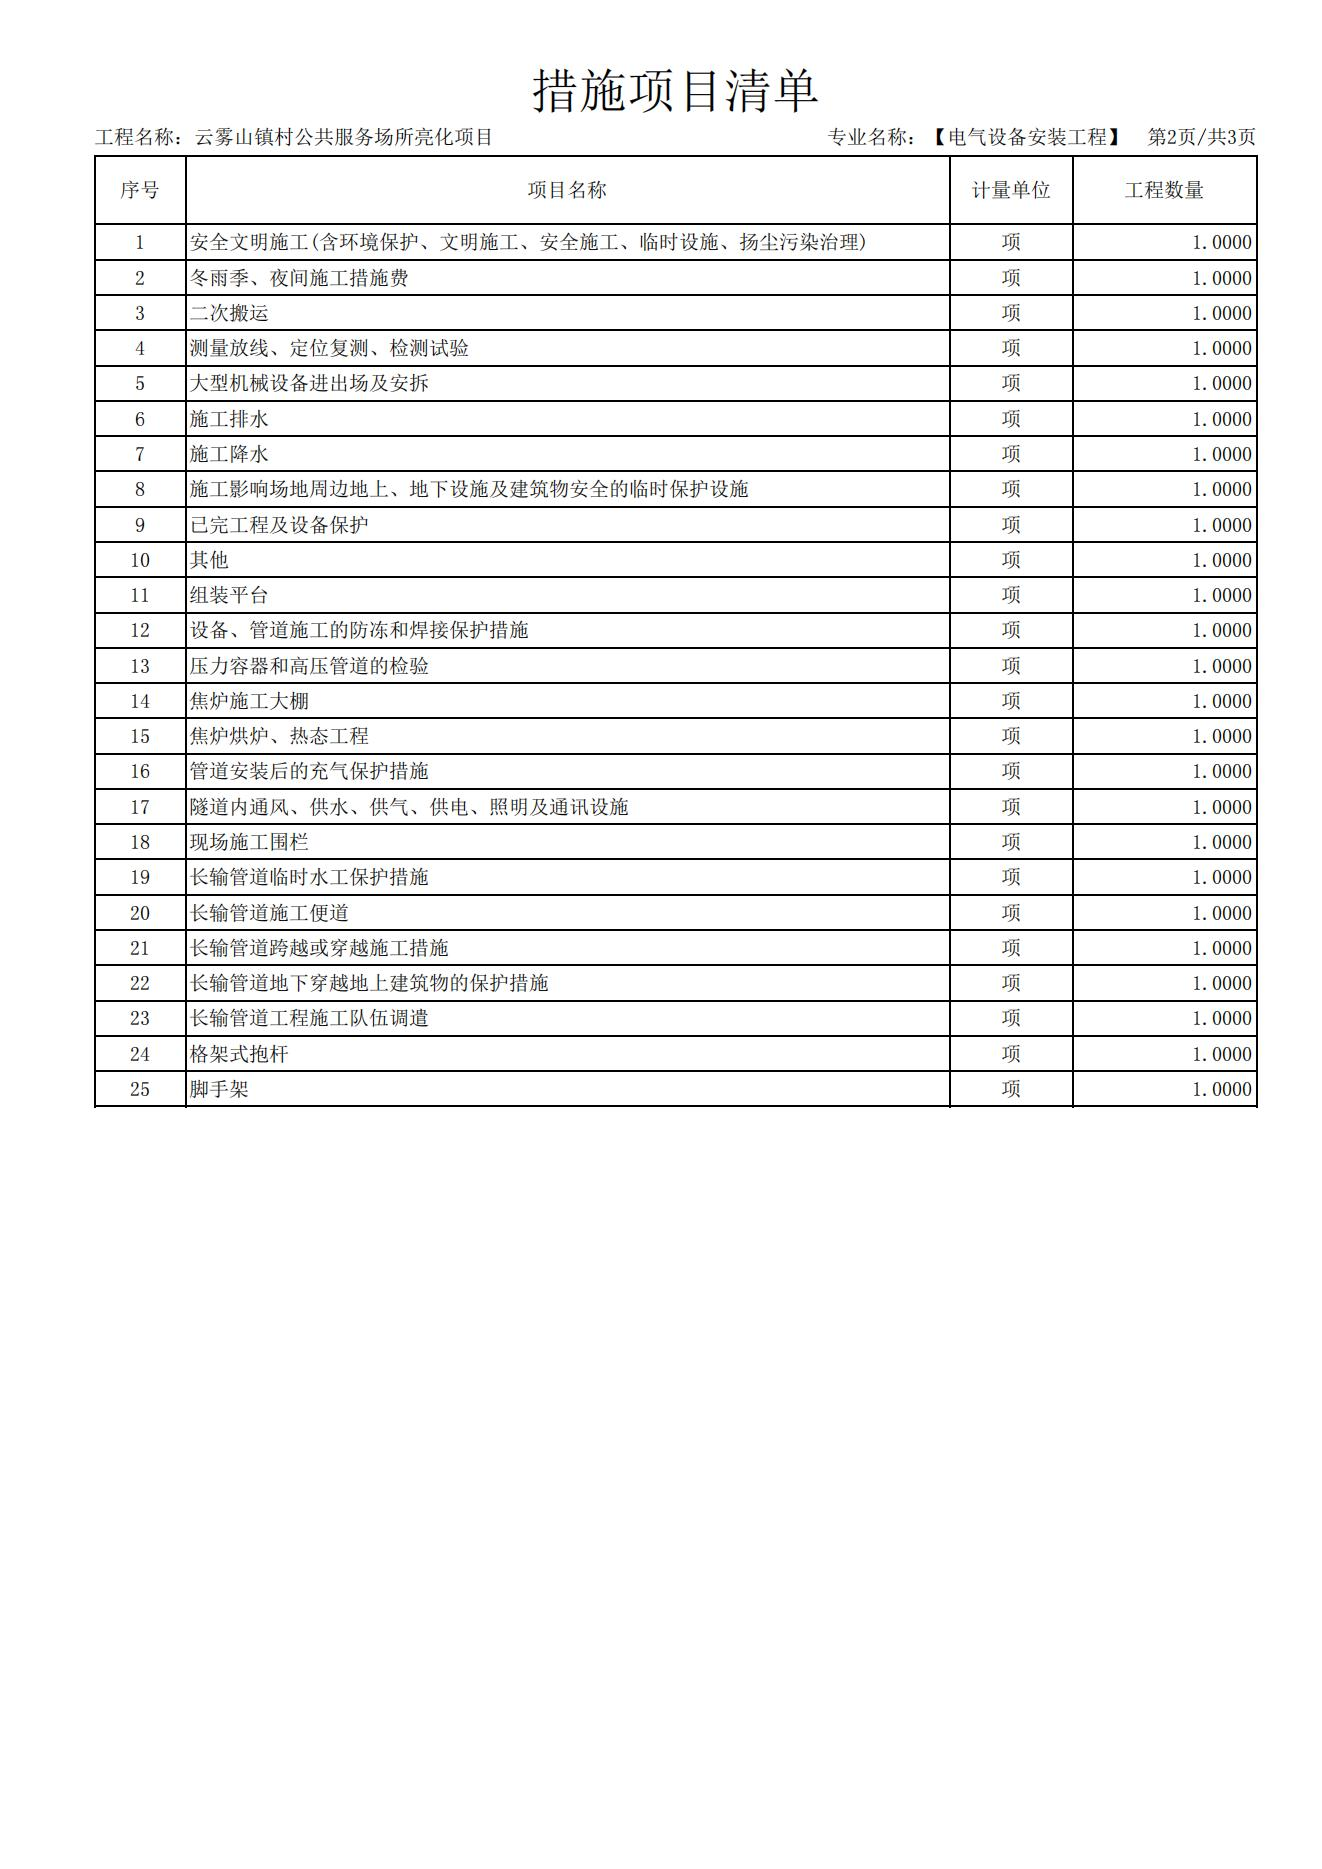 措施项目清单
工程名称：云雾山镇村公共服务场所亮化项目 专业名称：【电气设备安装工程】 第2页/共3页
序号 项目名称 计量单位 工程数量
1 安全文明施工(含环境保护、文明施工、安全施工、临时设施、扬尘污染治理) 项 1.0000
2 冬雨季、夜间施工措施费 项 1.0000
3 二次搬运 项 1.0000
4 测量放线、定位复测、检测试验 项 1.0000
5 大型机械设备进出场及安拆 项 1.0000
6 施工排水 项 1.0000
7 施工降水 项 1.0000
8 施工影响场地周边地上、地下设施及建筑物安全的临时保护设施 项 1.0000
9 已完工程及设备保护 项 1.0000
10 其他 项 1.0000
11 组装平台 项 1.0000
12 设备、管道施工的防冻和焊接保护措施 项 1.0000
13 压力容器和高压管道的检验 项 1.0000
14 焦炉施工大棚 项 1.0000
15 焦炉烘炉、热态工程 项 1.0000
16 管道安装后的充气保护措施 项 1.0000
17 隧道内通风、供水、供气、供电、照明及通讯设施 项 1.0000
18 现场施工围栏 项 1.0000
19 长输管道临时水工保护措施 项 1.0000
20 长输管道施工便道 项 1.0000
21 长输管道跨越或穿越施工措施 项 1.0000
22 长输管道地下穿越地上建筑物的保护措施 项 1.0000
23 长输管道工程施工队伍调遣 项 1.0000
24 格架式抱杆 项 1.0000
25 脚手架 项 1.0000